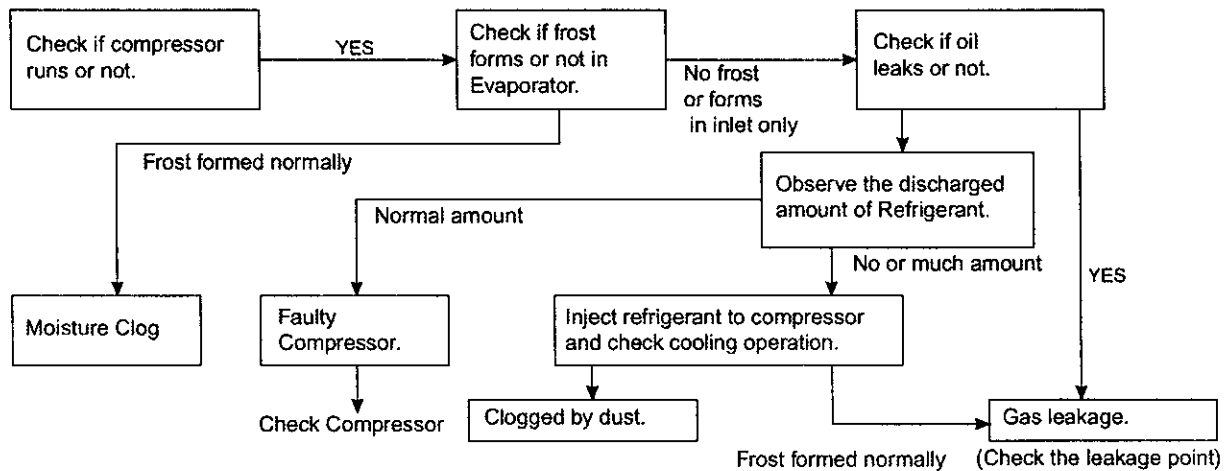 Check if compressor
runs or not.
YES
Check if frost
forms or not in
Evaporator.
No frost
or forms
in inlet only
Check if oil
leaks or not.
Frost formed normally
Observe the discharged
amount of Refrigerant.
Normal amount
No or much amount
YES
Moisture Clog
Faulty
Compressor.
Inject refrigerant to compressor
and check cooling operation.
Check Compressor
Clogged by dust.
Gas leakage.
Frost formed normally
(Check the leakage point)